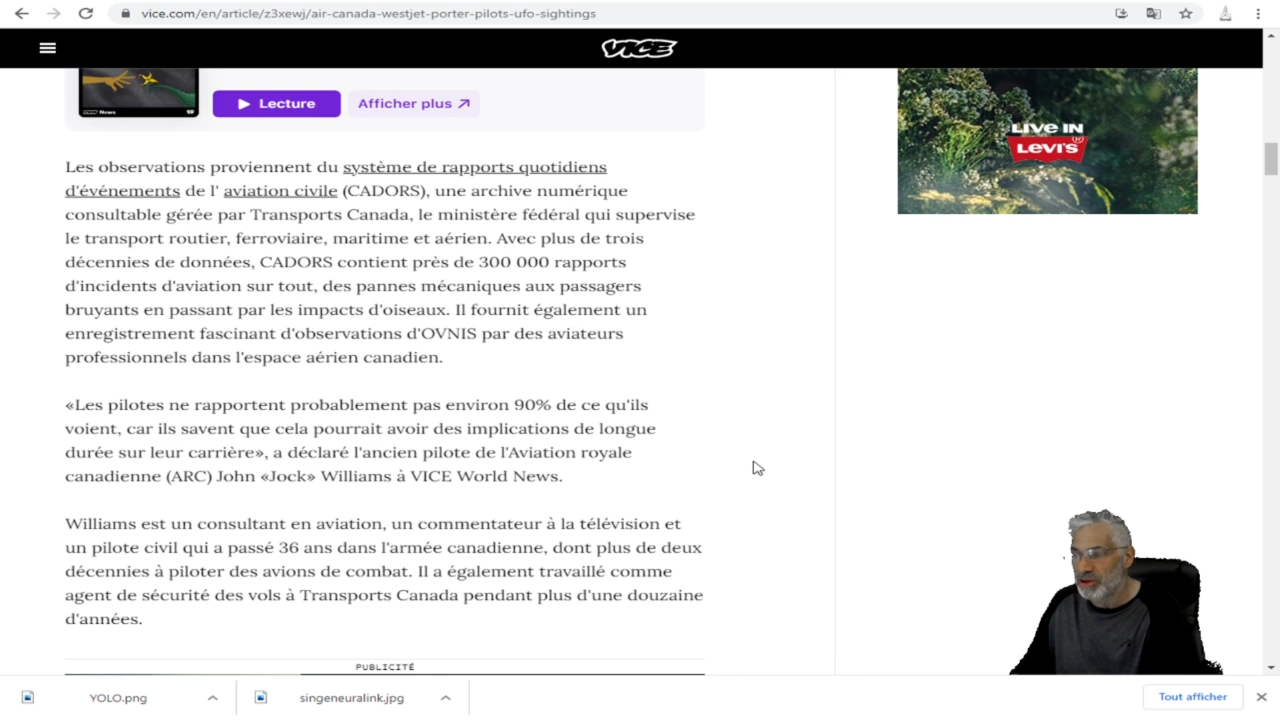 vice.com/en/article/z3xewj/air-canada-westjet-porter-pilots-ufo-sightings
VICE
News
Lecture
Afficher plus
LIVE IN
LEVI'S
Les observations proviennent du système de rapports quotidiens
d'événements de l' aviation civile (CADORS), une archive numérique
consultable gérée par Transports Canada, le ministère fédéral qui supervise
le transport routier, ferroviaire, maritime et aérien. Avec plus de trois
décennies de données, CADORS contient près de 300 000 rapports
d'incidents d'aviation sur tout, des pannes mécaniques aux passagers
bruyants en passant par les impacts d'oiseaux. Il fournit également un
enregistrement fascinant d'observations d'OVNIS par des aviateurs
professionnels dans l'espace aérien canadien.
«Les pilotes ne rapportent probablement pas environ 90% de ce qu'ils
voient, car ils savent que cela pourrait avoir des implications de longue
durée sur leur carrière», a déclaré l'ancien pilote de l'Aviation royale
canadienne (ARC) John «Jock» Williams à VICE World News.
Williams est un consultant en aviation, un commentateur à la télévision et
un pilote civil qui a passé 36 ans dans l'armée canadienne, dont plus de deux
décennies à piloter des avions de combat. Il a également travaillé comme
agent de sécurité des vols à Transports Canada pendant plus d'une douzaine
d'années.
PUBLICITÉ
YOLO.png
singeneuralink.jpg
Tout afficher